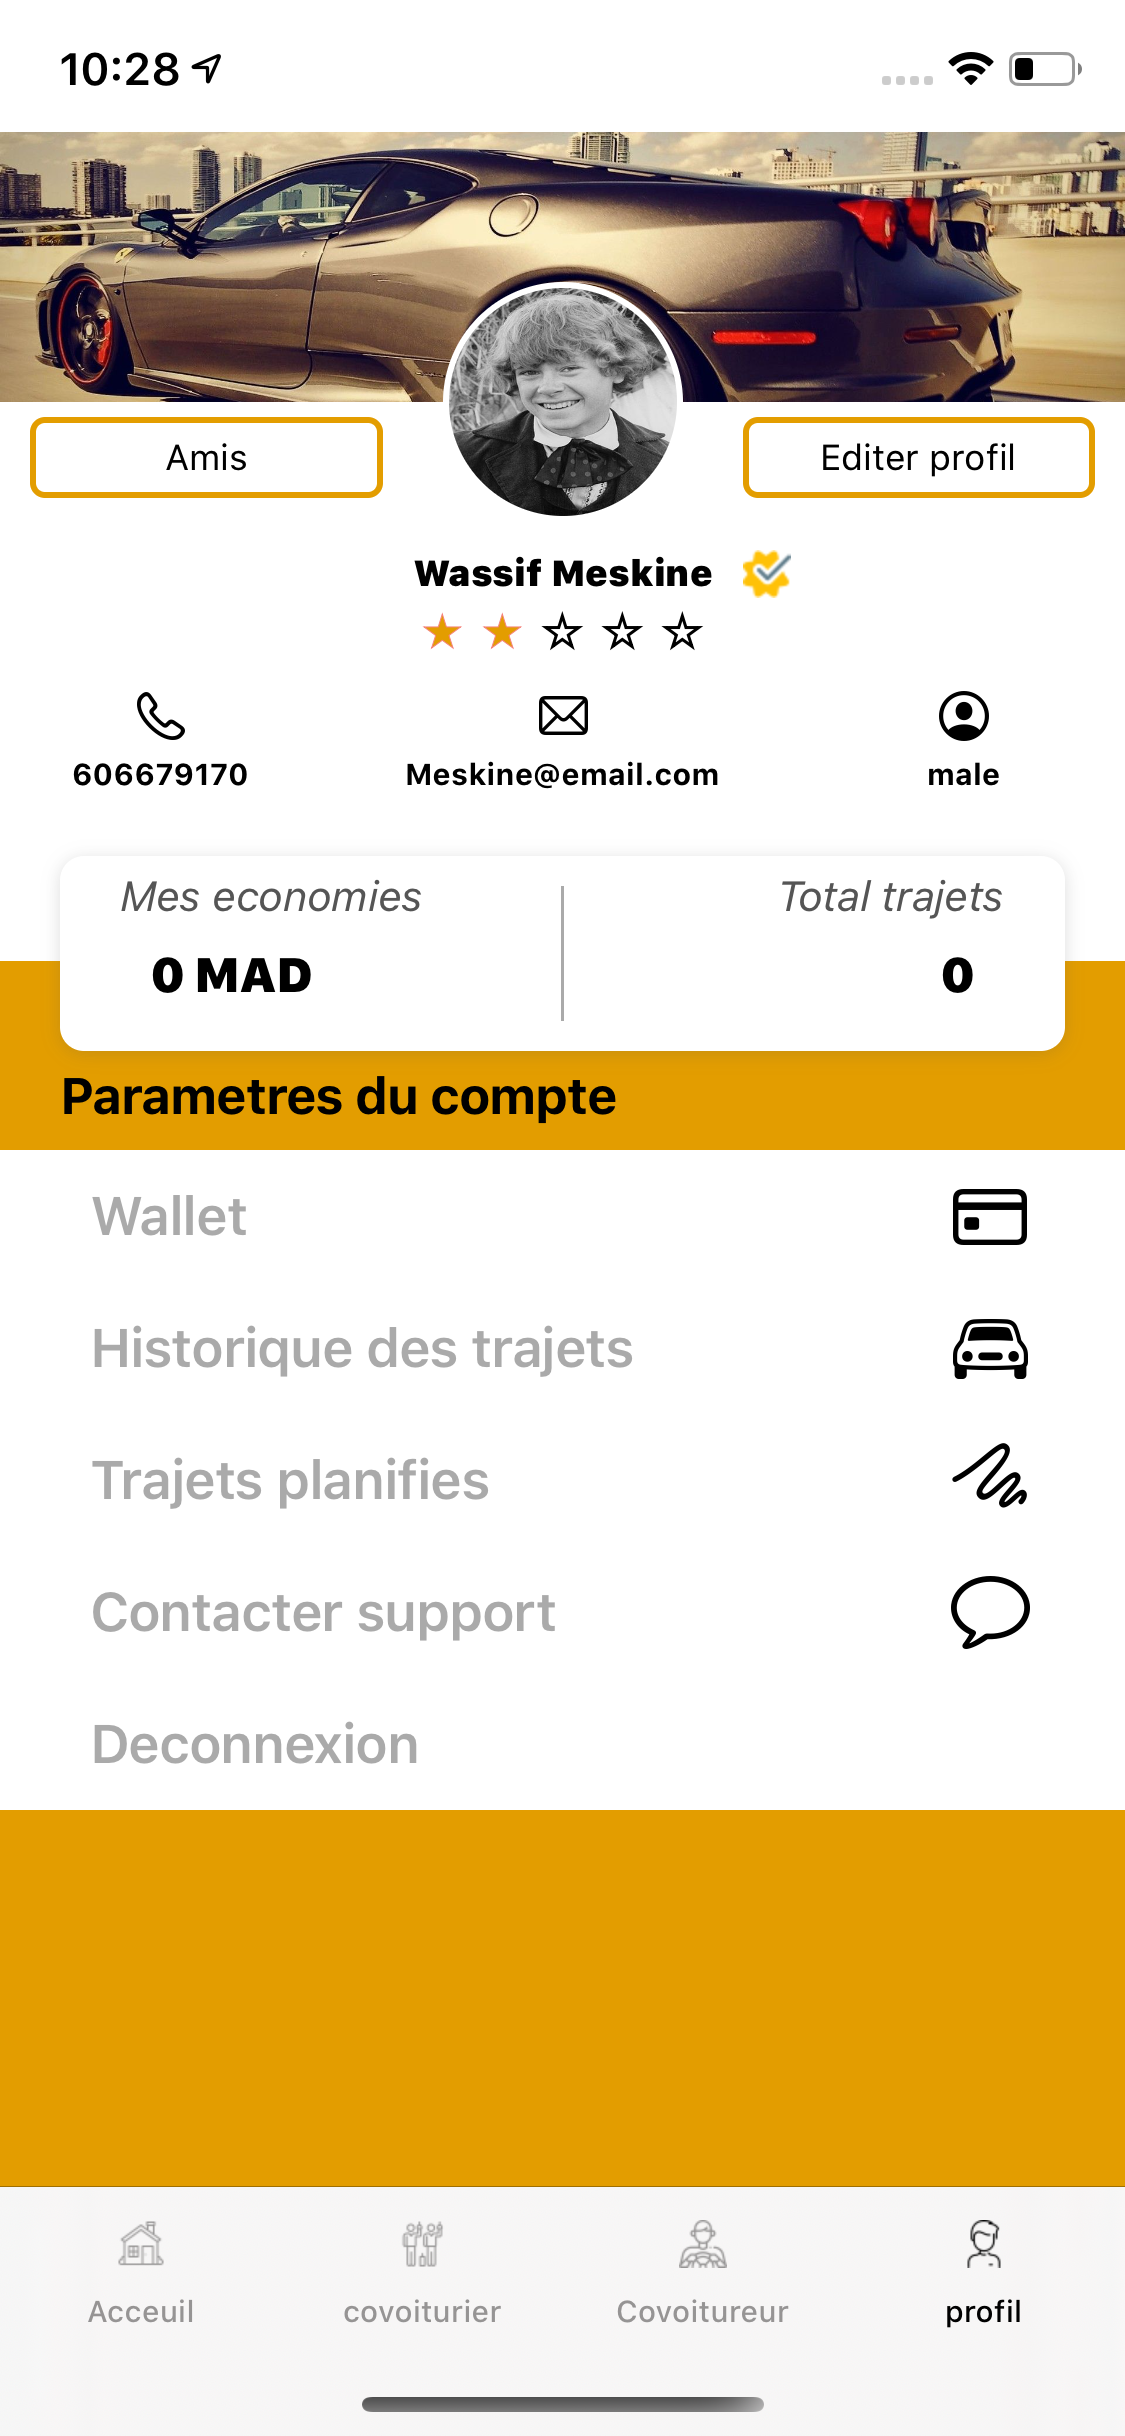 10:28
Amis
Editer profil
Wassif Meskine
606679170
Meskine@email.com
male
Mes economies
Total trajets
0 MAD
0
Parametres du compte
Wallet
Historique des trajets
Trajets planifies
Contacter support
Deconnexion
Acceuil
covoiturier
Covoitureur
profil